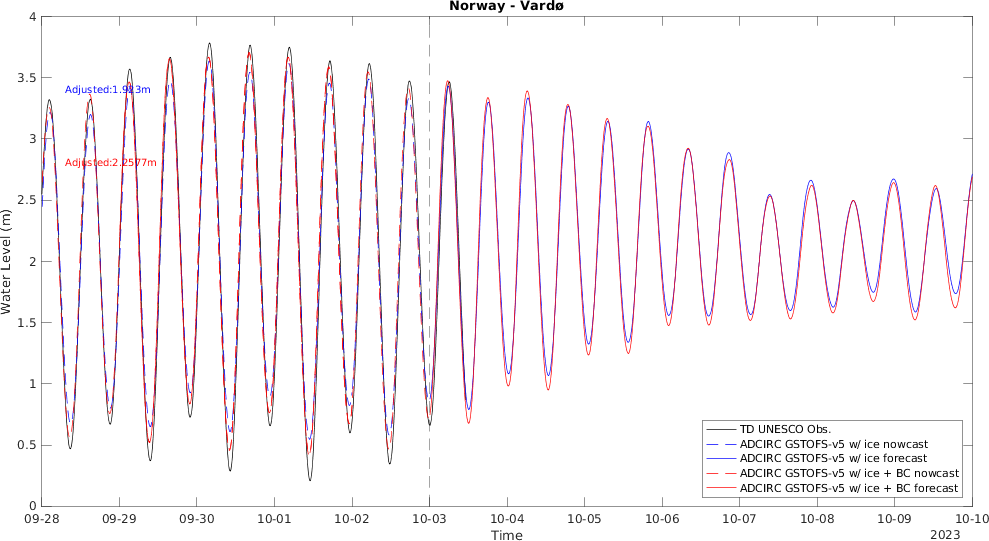 Norway - Vardø
4
3.5
3
2.5
2
1.5
1
0.5
0
Water Level (m)
Adjusted:1.923m
Adjusted:2.2577m
TD UNESCO Obs.
ADCIRC GSTOFS-v5 w/ ice nowcast
ADCIRC GSTOFS-v5 w/ ice forecast
ADCIRC GSTOFS-v5 w/ ice + BC nowcast
ADCIRC GSTOFS-v5 w/ ice + BC forecast
09-28 09-29 09-30 10-01 10-02 10-03 10-04 10-05 10-06 10-07 10-08 10-09 10-10
Time
2023